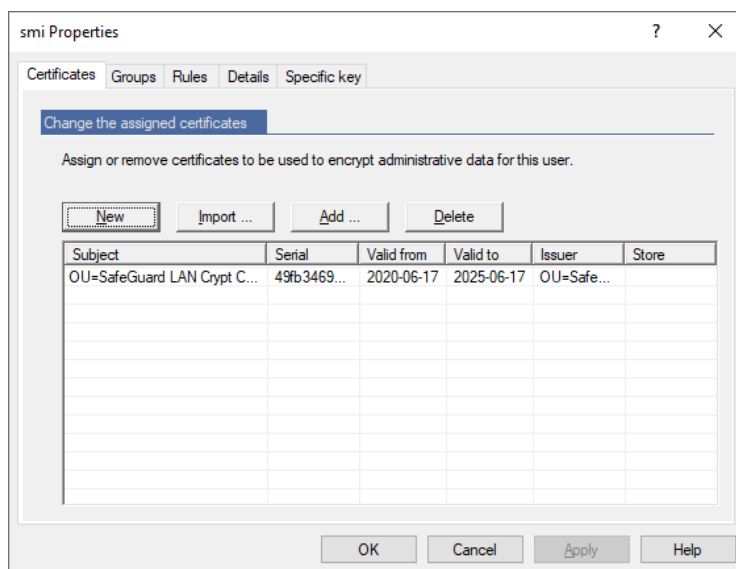 smi Properties ?
Certificates Groups Rules Details Specific key
Change the assigned certificates
Assign or remove certificates to be used to encrypt administrative data for this user.
New Import ... Add ... Delete
Subject Serial Valid from Valid to Issuer Store
OU=SafeGuard LAN Crypt C... 49fb3469... 2020-06-17 2025-06-17 OU=Safe...
OK Cancel Apply Help